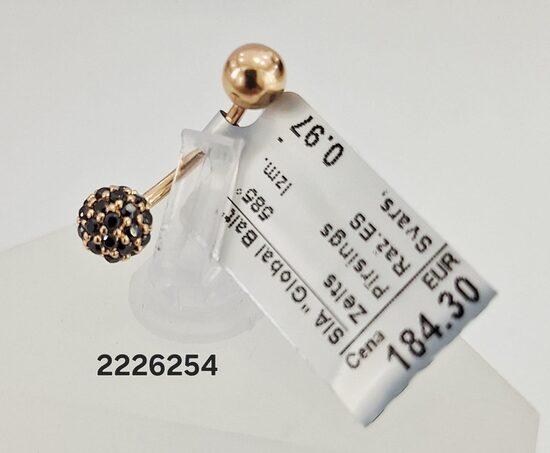 SIA "Global Balt"
Zelts 585°
Pirsings Izm. -
Raž.ES
Svars, 0.97
Cena EUR
184.30
2226254